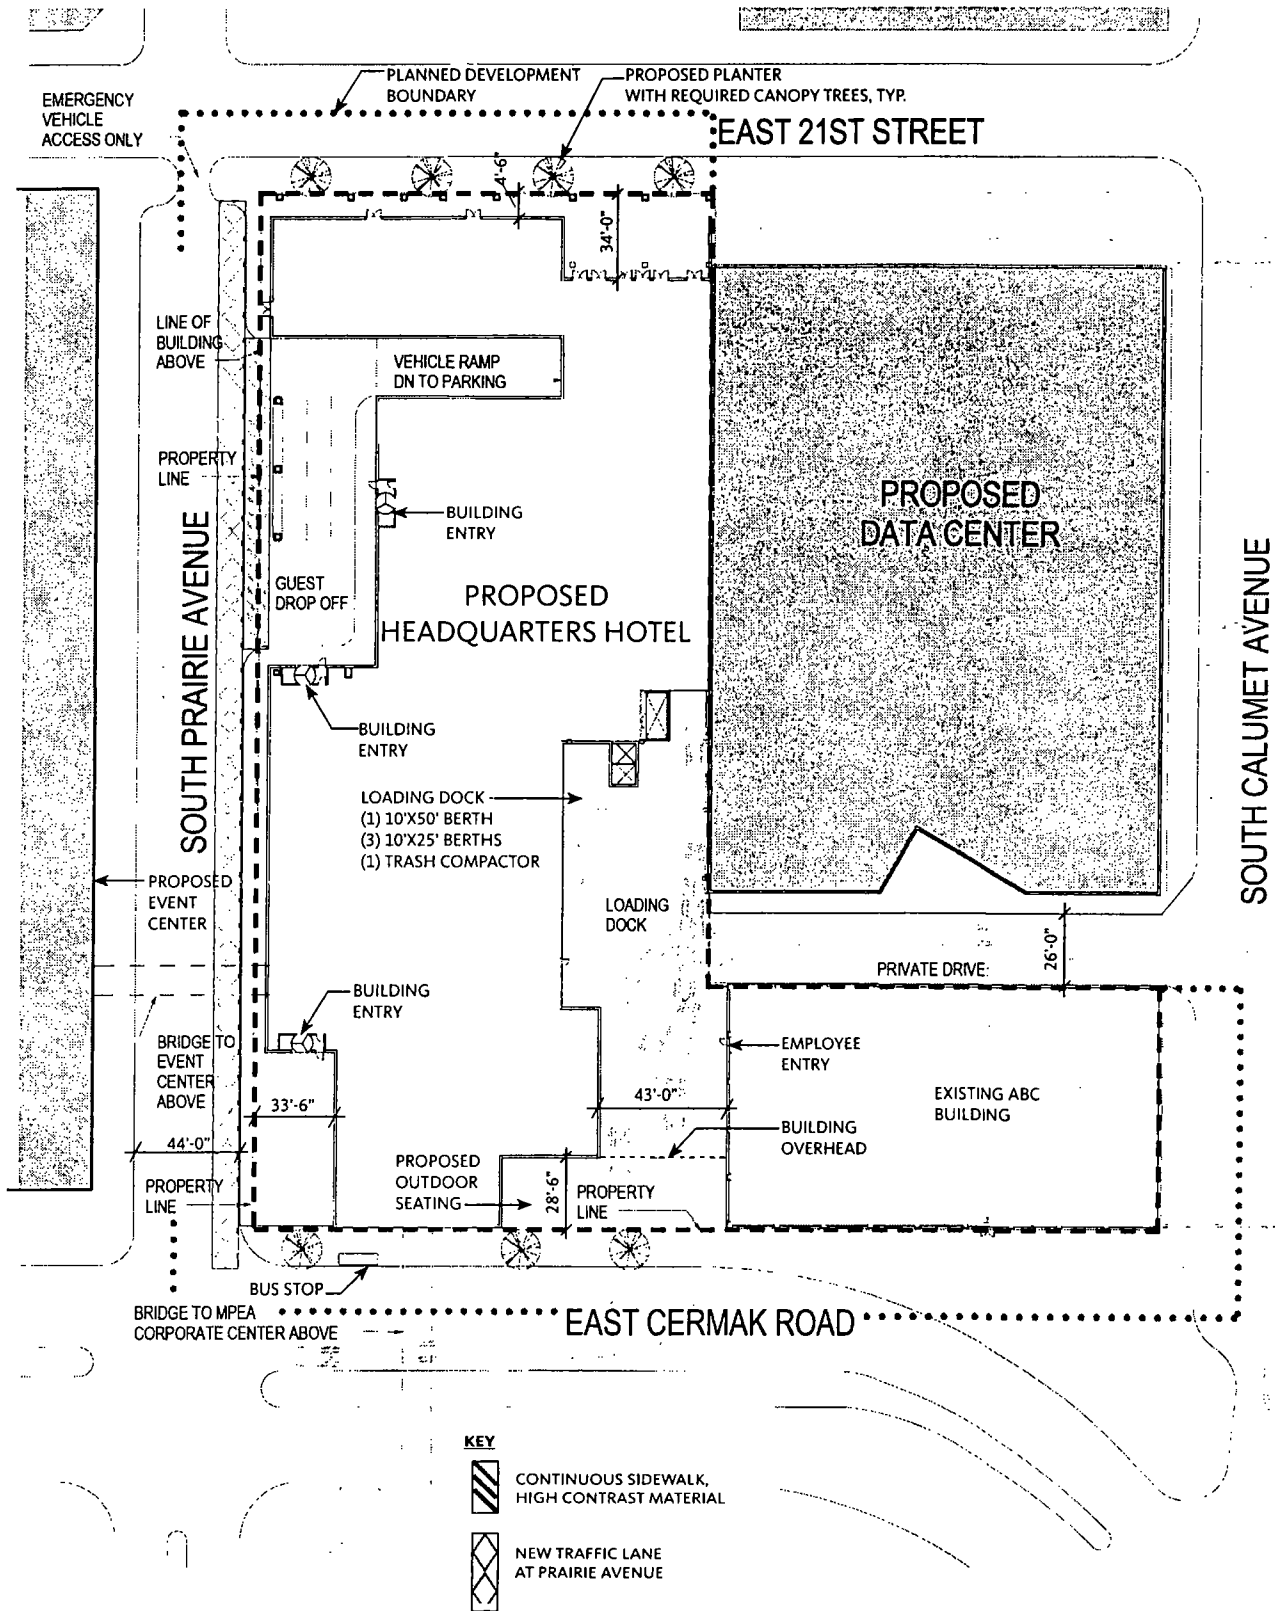 PLANNED DEVELOPMENT
BOUNDARY
PROPOSED PLANTER
WITH REQUIRED CANOPY TREES, TYP.
EMERGENCY
VEHICLE
ACCESS ONLY
EAST 21ST STREET
4'-6"
34'-0"
LINE OF
BUILDING
ABOVE
VEHICLE RAMP
DN TO PARKING
PROPERTY
LINE
BUILDING
ENTRY
PROPOSED
DATA CENTER
SOUTH PRAIRIE AVENUE
GUEST
DROP OFF
PROPOSED
HEADQUARTERS HOTEL
SOUTH CALUMET AVENUE
BUILDING
ENTRY
LOADING DOCK
(1) 10'X50' BERTH
(3) 10'X25' BERTHS
(1) TRASH COMPACTOR
PROPOSED
EVENT
CENTER
LOADING
DOCK
26'-0"
PRIVATE DRIVE
BUILDING
ENTRY
BRIDGE TO
EVENT
CENTER
ABOVE
EMPLOYEE
ENTRY
EXISTING ABC
BUILDING
33'-6"
43'-0"
BUILDING
OVERHEAD
44'-0"
PROPOSED
OUTDOOR
SEATING
28'-6"
PROPERTY
LINE
PROPERTY
LINE
BUS STOP
BRIDGE TO MPEA
CORPORATE CENTER ABOVE
EAST CERMAK ROAD
KEY
CONTINUOUS SIDEWALK,
HIGH CONTRAST MATERIAL
NEW TRAFFIC LANE
AT PRAIRIE AVENUE